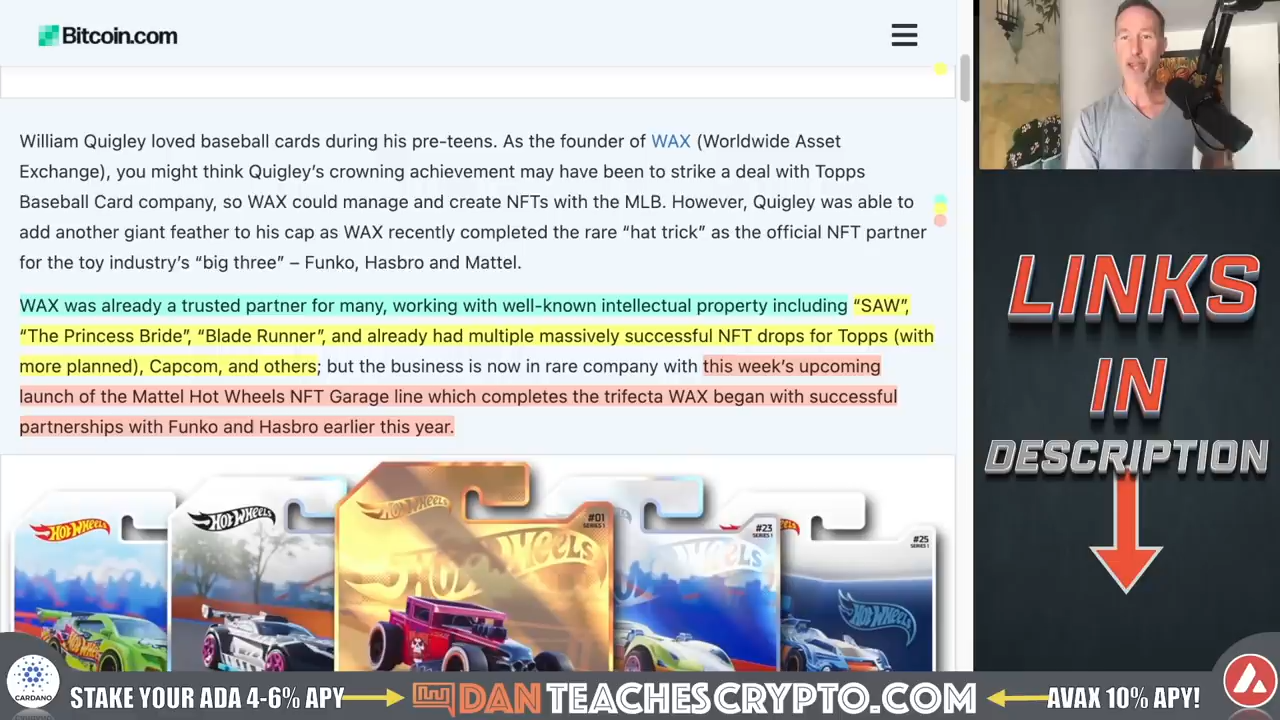 Bitcoin.com
William Quigley loved baseball cards during his pre-teens. As the founder of WAX (Worldwide Asset
Exchange), you might think Quigley’s crowning achievement may have been to strike a deal with Topps
Baseball Card company, so WAX could manage and create NFTs with the MLB. However, Quigley was able to
add another giant feather to his cap as WAX recently completed the rare “hat trick” as the official NFT partner
for the toy industry’s “big three” – Funko, Hasbro and Mattel.
WAX was already a trusted partner for many, working with well-known intellectual property including “SAW”,
“The Princess Bride”, “Blade Runner”, and already had multiple massively successful NFT drops for Topps (with
more planned), Capcom, and others; but the business is now in rare company with this week’s upcoming
launch of the Mattel Hot Wheels NFT Garage line which completes the trifecta WAX began with successful
partnerships with Funko and Hasbro earlier this year.
HOT WHEELS
HOT WHEELS
HOT WHEELS
#01
SERIES 1
#23
SERIES 1
#25
SERIES 1
LINKS
IN
DESCRIPTION
CARDANO
STAKE YOUR ADA 4-6% APY
DAN TEACHESCRYPTO.COM
AVAX 10% APY!